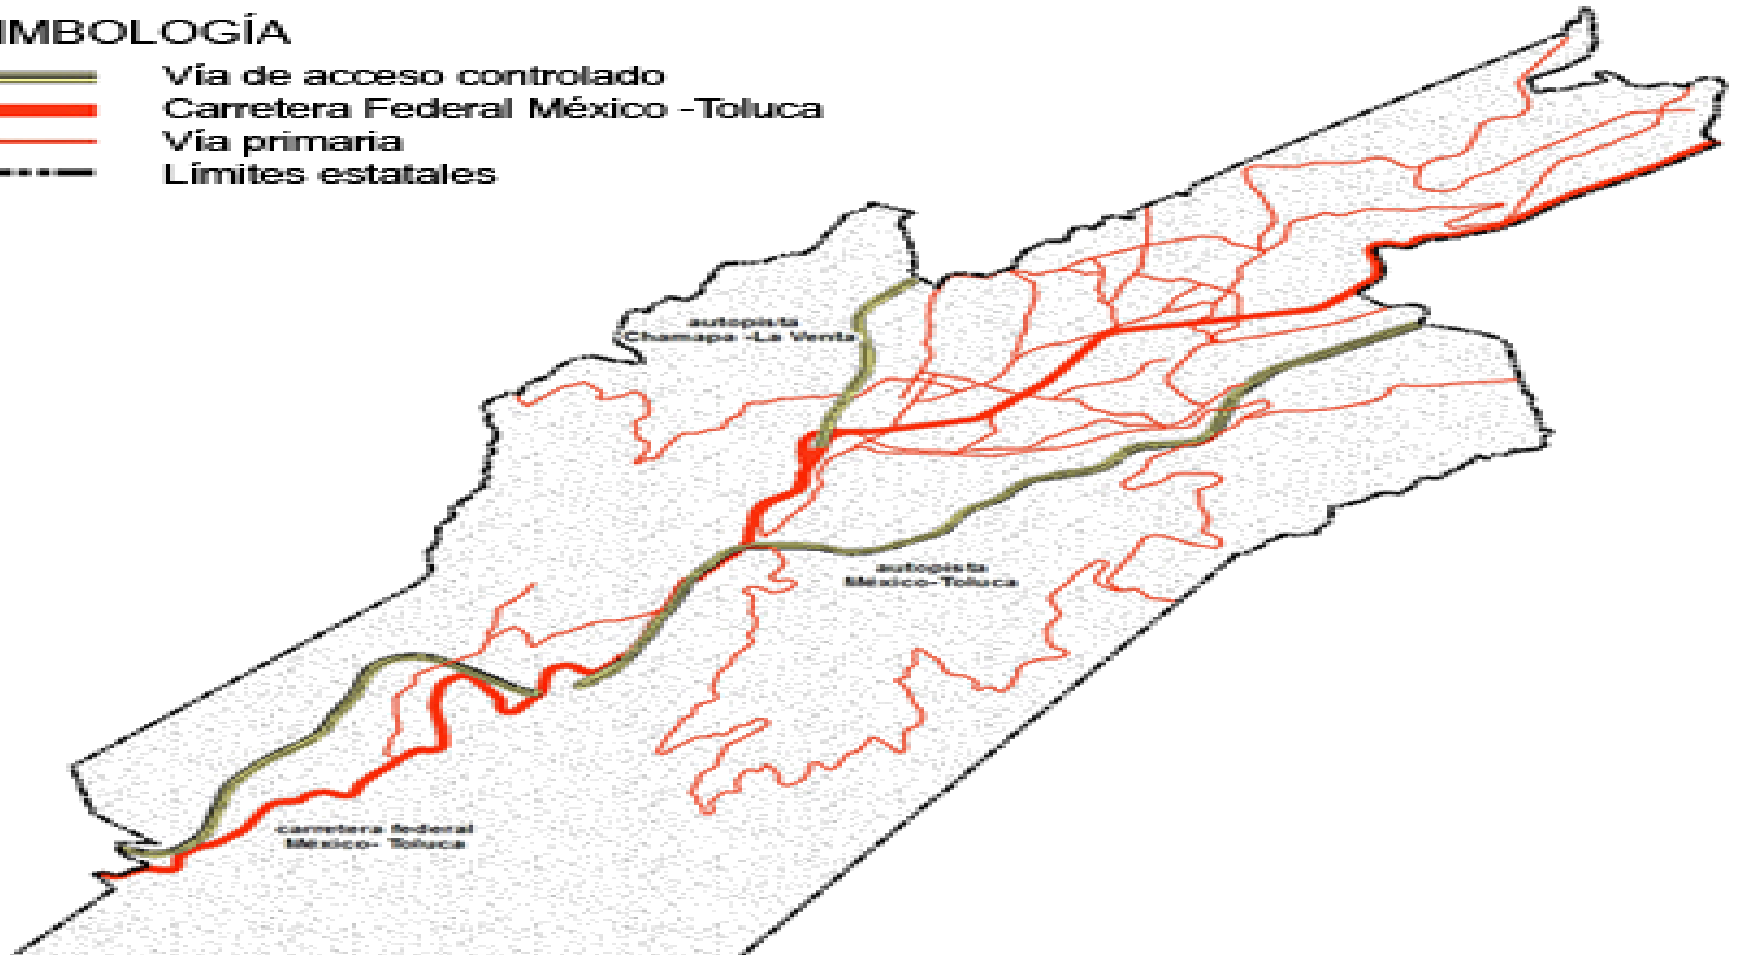 IMBOLOGÍA
Vía de acceso controlado
Carretera Federal México -Toluca
Vía primaria
Límites estatales
autopista
Chamapa -La Venta
autopista
México-Toluca
carretera federal
México- Toluca